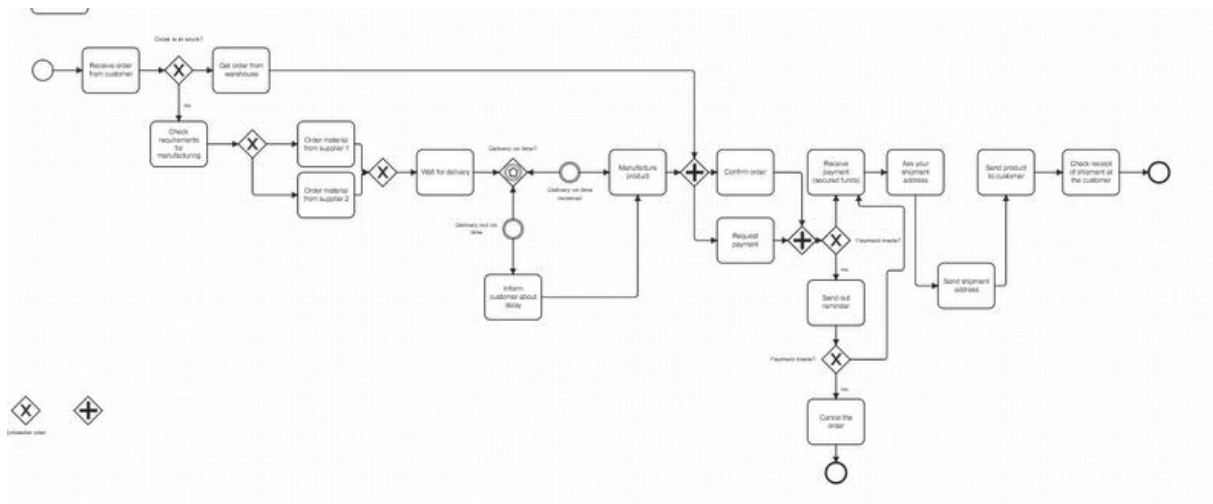 Order is in stock?
Receive order
from customer
Get order from
warehouse
no
Check
requirements
for
manufacturing
Order material
from supplier 1
Order material
from supplier 2
Wait for delivery
Delivery on time?
Delivery on time
Delivery not on
time
Inform
customer about
delay
Manufacture
product
Confirm order
Request
payment
Receive
payment
(secured funds)
Payment made?
no
Send out
reminder
Payment made?
no
Cancel the
order
Ask your
shipment
address
Send shipment
address
Send product
to customer
Check receipt
of shipment at
the customer